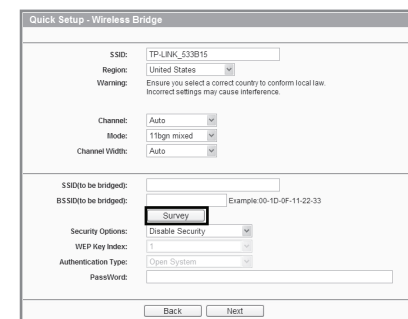 Quick Setup - Wireless Bridge
SSID: TP-LINK_533B15
Region: United States
Warning: Ensure you select a correct country to conform local law.
Incorrect settings may cause interference.
Channel: Auto
Mode: 11bgn mixed
Channel Width: Auto
SSID(to be bridged):
BSSID(to be bridged): Example:00-1D-0F-11-22-33
Survey
Security Options: Disable Security
WEP Key Index: 1
Authentication Type: Open System
PassWord:
Back Next